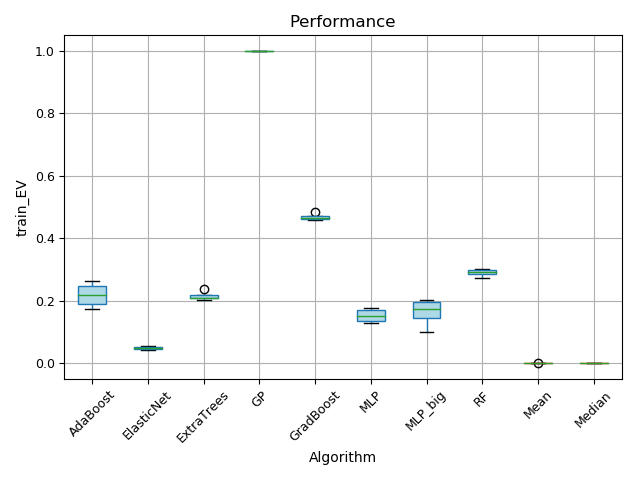 Performance
1.0
0.8
0.6
0.4
0.2
0.0
train_EV
AdaBoost
ElasticNet
ExtraTrees
GP
GradBoost
MLP
MLP_big
RF
Mean
Median
Algorithm